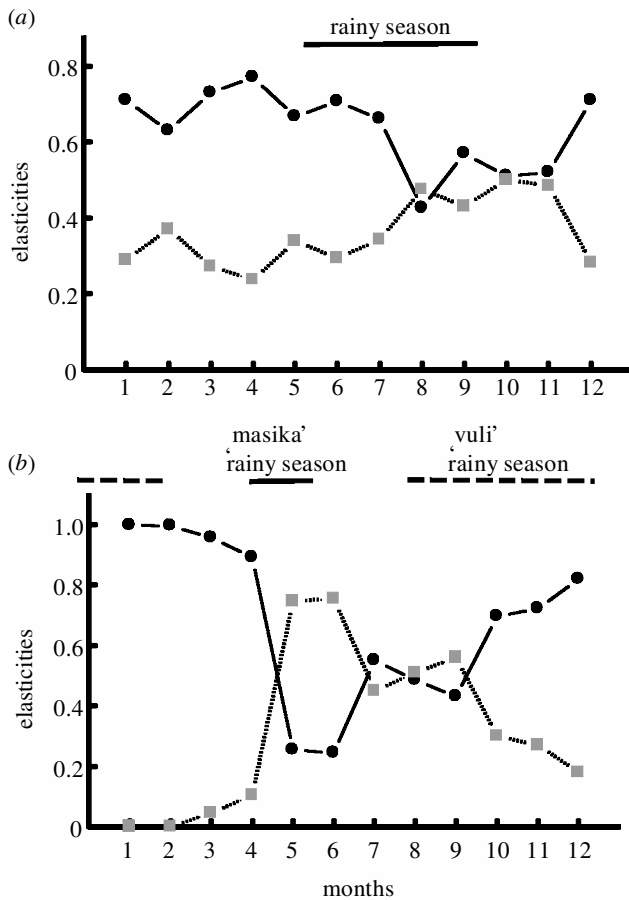 (a)
rainy season
0.8
0.6
0.4
0.2
0
elasticities
1 2 3 4 5 6 7 8 9 10 11 12
(b)
'masika' 'vuli'
'rainy season 'rainy season
1.0
0.8
0.6
0.4
0.2
0
elasticities
1 2 3 4 5 6 7 8 9 10 11 12
months